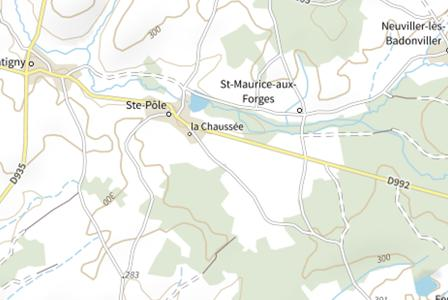 300
Neuviller-lès-
Badonviller
St-Maurice-aux-
Forges
Ste-Pôle
la Chaussée
D935
D992
300
283
300